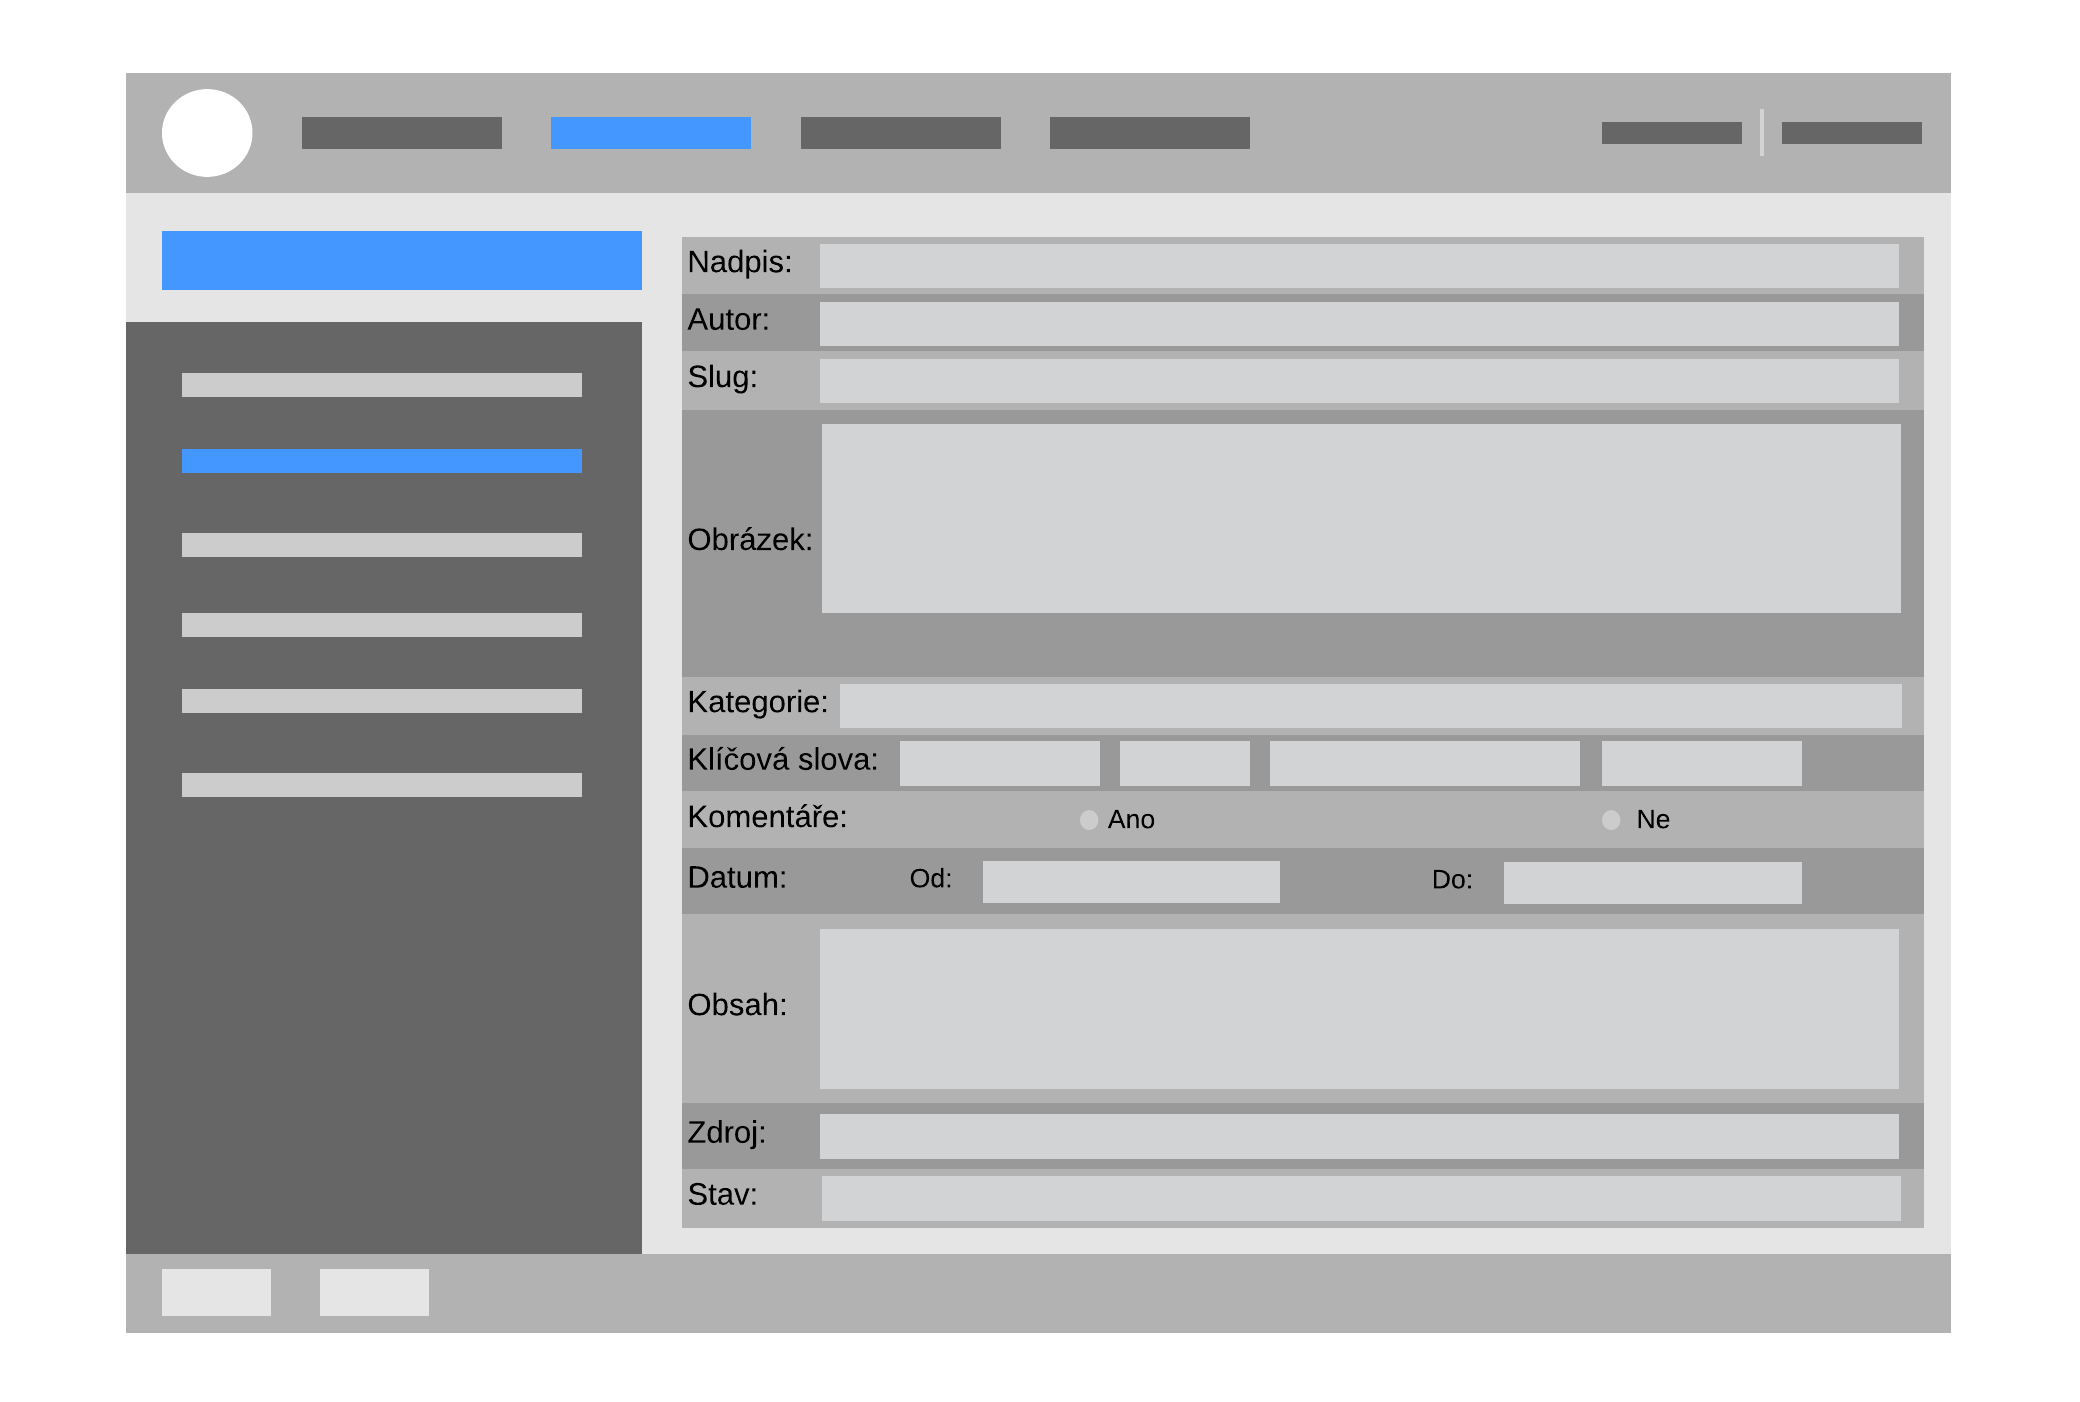 Nadpis:
Autor:
Slug:
Obrázek:
Kategorie:
Klíčová slova:
Komentáře: Ano Ne
Datum: Od: Do:
Obsah:
Zdroj:
Stav: